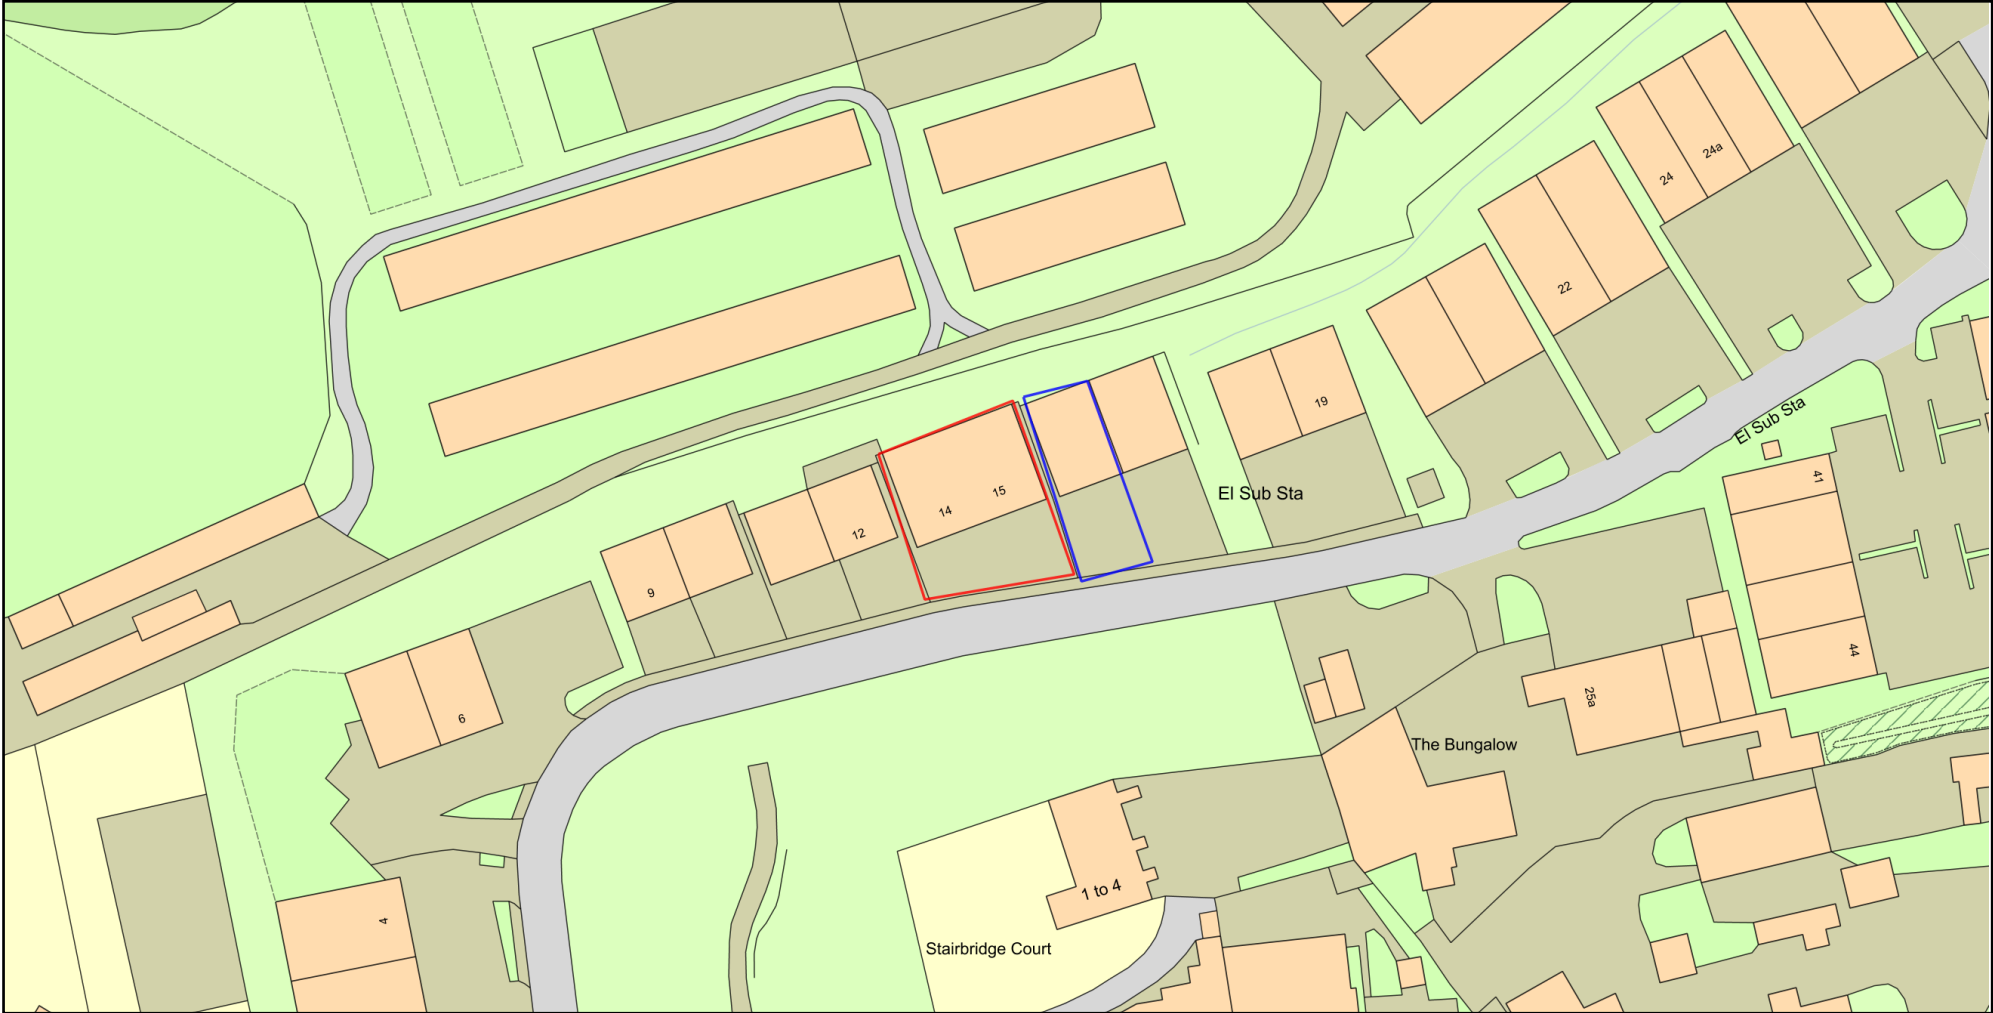 24a
24
22
19
El Sub Sta
El Sub Sta
41
15
14
12
9
44
25a
6
The Bungalow
1 to 4
4
Stairbridge Court